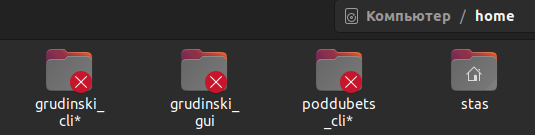 Компьютер / home
grudinski_
cli*
grudinski_
gui
poddubets
_cli*
stas